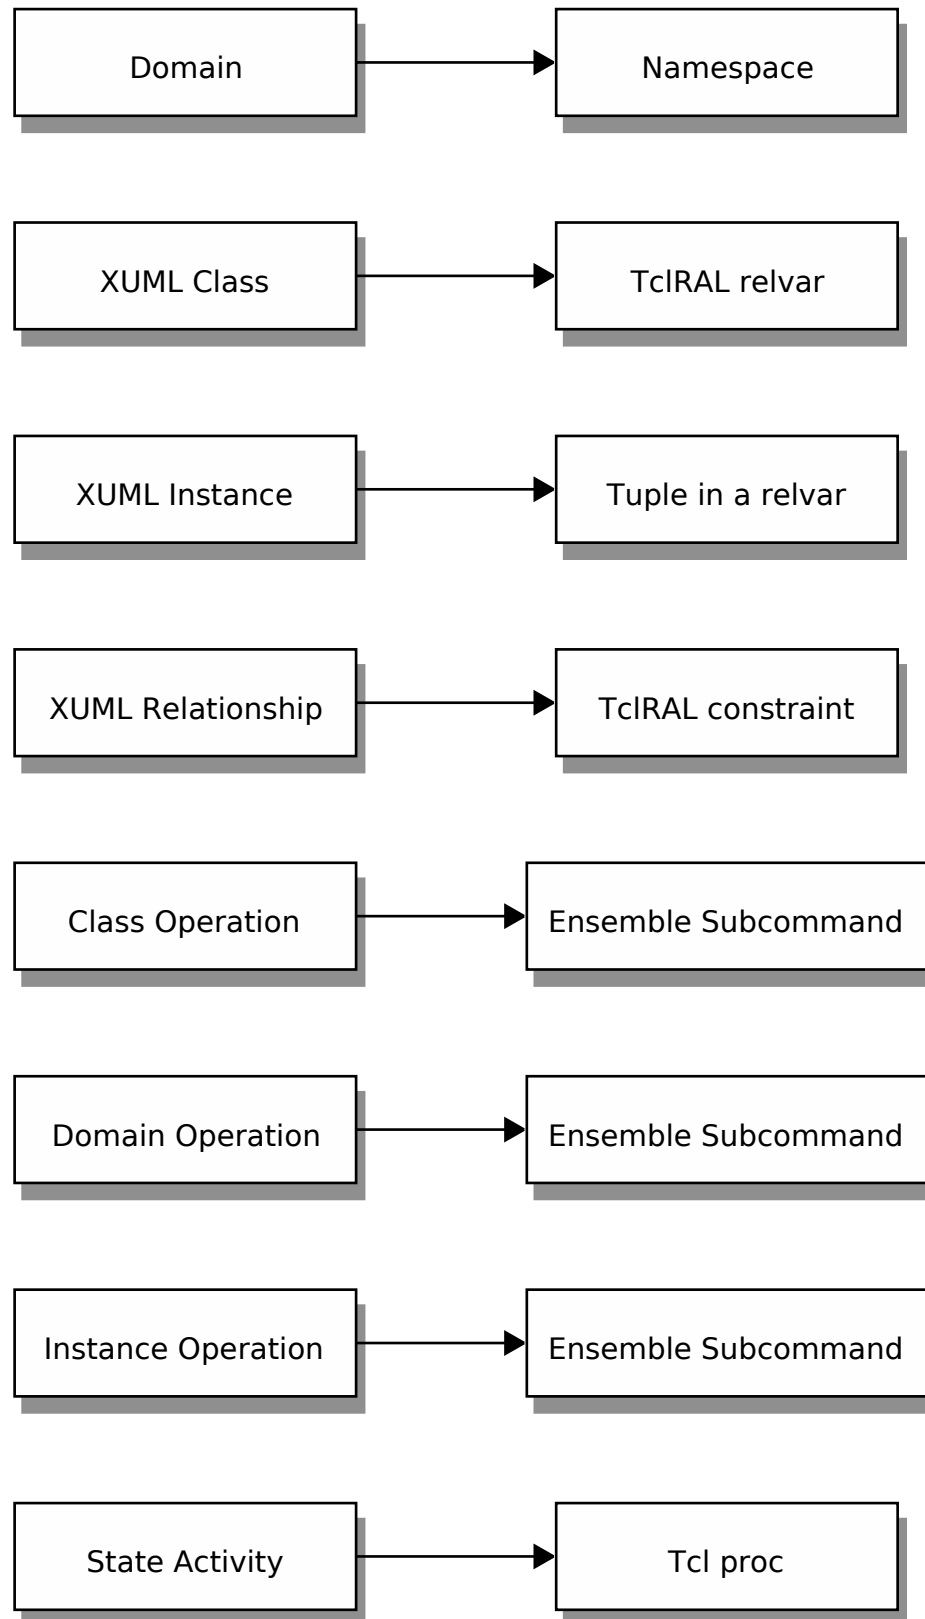 Domain
Namespace
XUML Class
TclRAL relvar
XUML Instance
Tuple in a relvar
XUML Relationship
TclRAL constraint
Class Operation
Ensemble Subcommand
Domain Operation
Ensemble Subcommand
Instance Operation
Ensemble Subcommand
State Activity
Tcl proc